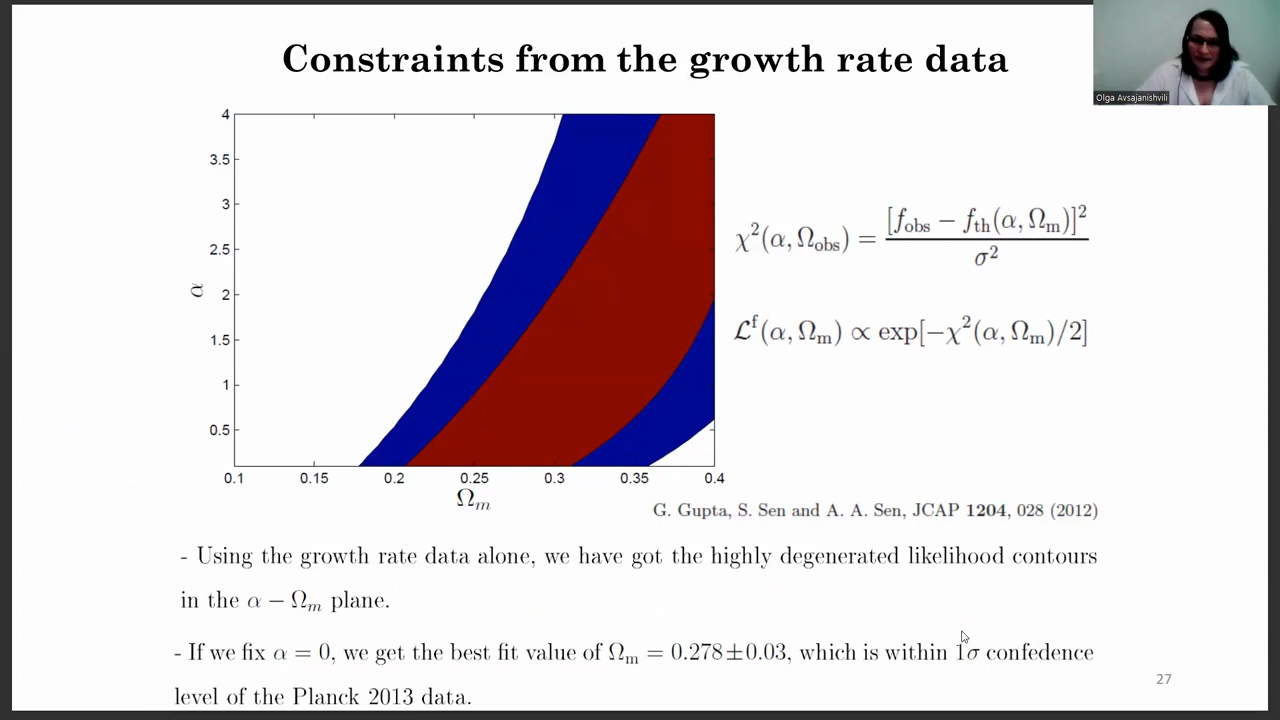 Constraints from the growth rate data
Olga Avsajanishvili
4
3.5
3
2.5
2
1.5
1
0.5
α
0.1 0.15 0.2 0.25 0.3 0.35 0.4
Ωm
χ²(α, Ωobs) = [fobs − fth(α, Ωm)]² / σ²
ℒᶠ(α, Ωm) ∝ exp[−χ²(α, Ωm)/2]
G. Gupta, S. Sen and A. A. Sen, JCAP 1204, 028 (2012)
- Using the growth rate data alone, we have got the highly degenerated likelihood contours
in the α − Ωm plane.
- If we fix α = 0, we get the best fit value of Ωm = 0.278±0.03, which is within 1σ confedence
level of the Planck 2013 data.
27